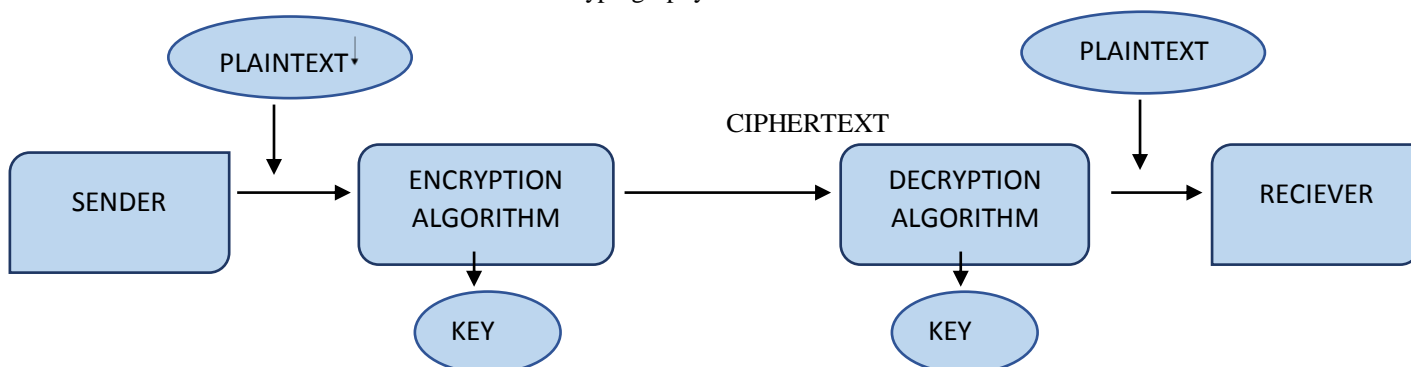 PLAINTEXT
PLAINTEXT
CIPHERTEXT
SENDER
ENCRYPTION
ALGORITHM
DECRYPTION
ALGORITHM
RECIEVER
KEY
KEY